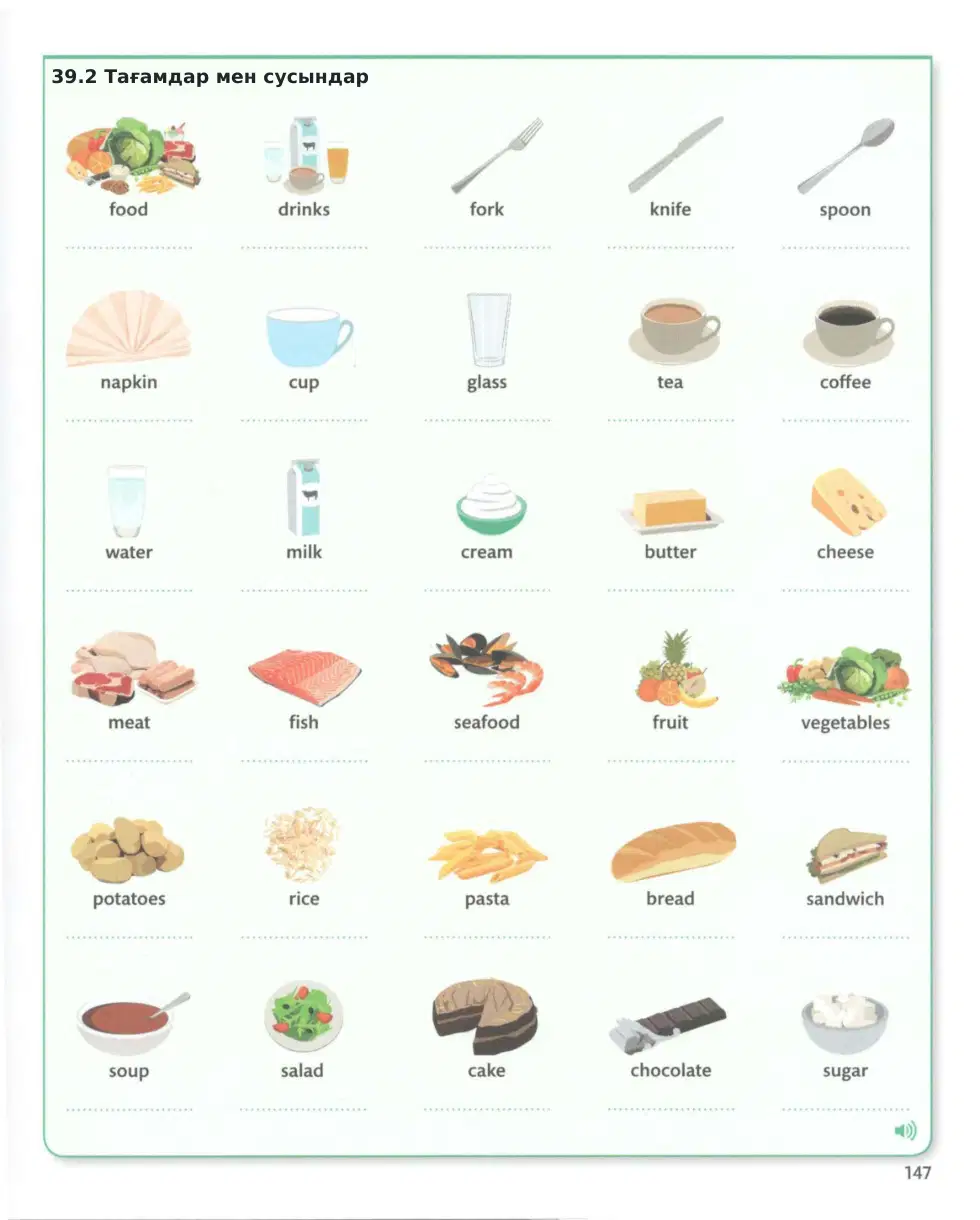 39.2 Тағамдар мен сусындар
food drinks fork knife spoon
napkin cup glass tea coffee
water milk cream butter cheese
meat fish seafood fruit vegetables
potatoes rice pasta bread sandwich
soup salad cake chocolate sugar
147